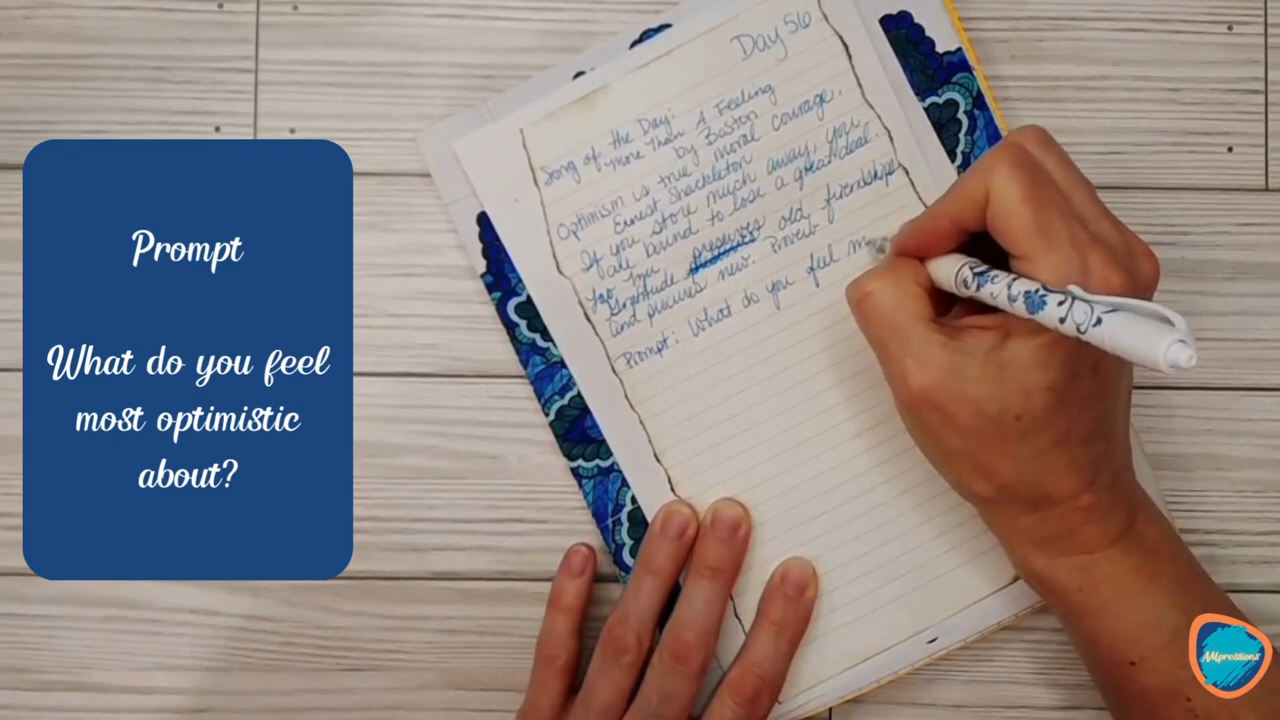 Prompt
What do you feel
most optimistic
about?
Day 56
Song of the Day:
More Than A Feeling
by Boston
Optimism is true moral courage.
Ernest Shackleton
If you store much away, you
are bound to lose a great deal.
Lao Tzu
Gratitude preserves old friendships
and procures new. Proverb
Prompt: What do you feel m
AMpressions